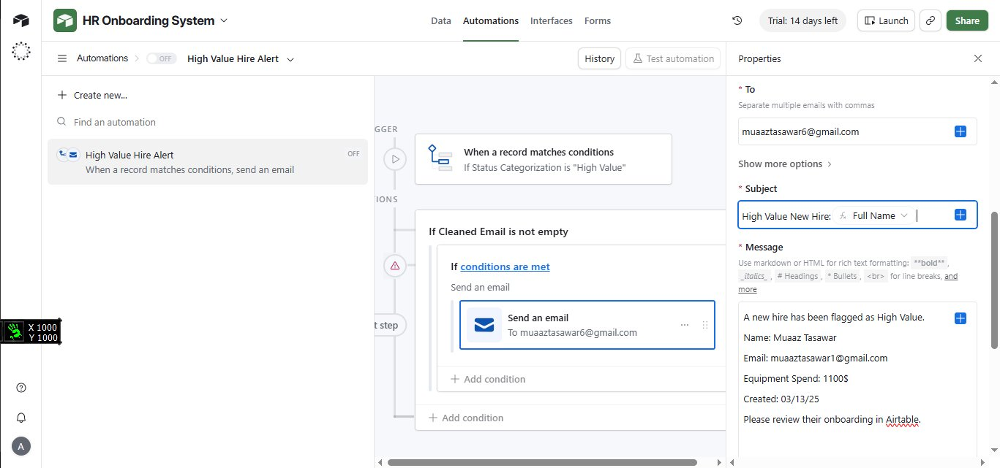 HR Onboarding System
Data
Automations
Interfaces
Forms
Trial: 14 days left
Launch
Share
Automations
OFF
High Value Hire Alert
History
Test automation
Properties
Create new...
Find an automation
High Value Hire Alert
OFF
When a record matches conditions, send an email
GGER
When a record matches conditions
If Status Categorization is "High Value"
IONS
If Cleaned Email is not empty
If conditions are met
Send an email
Send an email
To muaaztasawar6@gmail.com
t step
Add condition
Add condition
* To
Separate multiple emails with commas
muaaztasawar6@gmail.com
Show more options
* Subject
High Value New Hire: fx Full Name
* Message
Use markdown or HTML for rich text formatting: **bold** ,
_italics_ , # Headings , * Bullets , <br> for line breaks, and
more
A new hire has been flagged as High Value.
Name: Muaaz Tasawar
Email: muaaztasawar1@gmail.com
Equipment Spend: 1100$
Created: 03/13/25
Please review their onboarding in Airtable.
X 1000
Y 1000
A